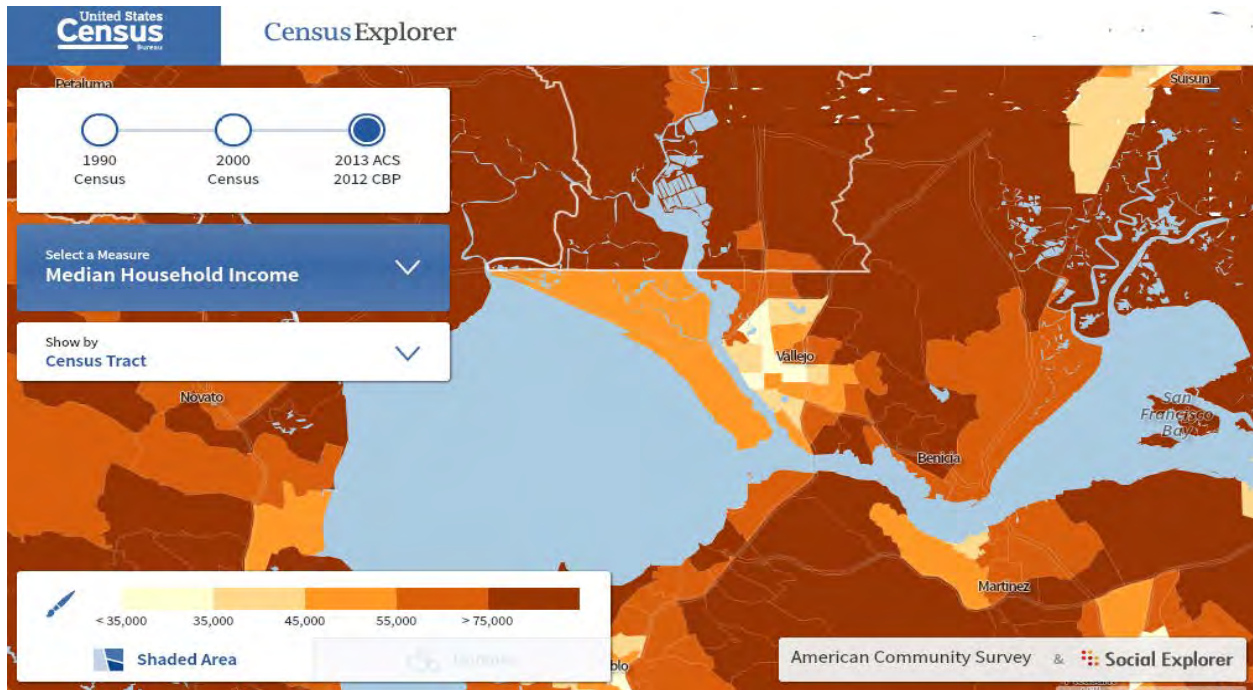 United States
Census
Bureau
Census Explorer
Petaluma
Suisun
1990
Census
2000
Census
2013 ACS
2012 CBP
Select a Measure
Median Household Income
Show by
Census Tract
Vallejo
Novato
San
Francisco
Bay
Benicia
Martinez
< 35,000
35,000
45,000
55,000
> 75,000
Shaded Area
blo
American Community Survey & Social Explorer